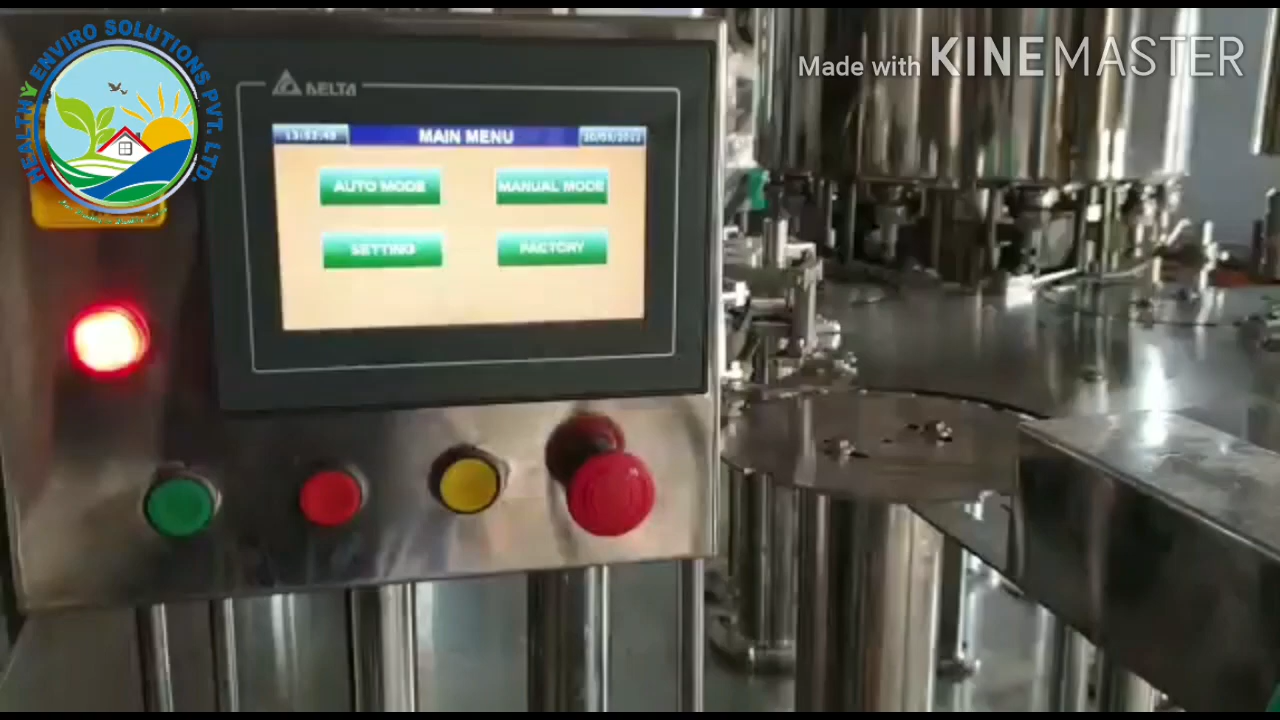 HEALTHY ENVIRO SOLUTIONS PVT. LTD.
Made with KINEMASTER
DELTA
MAIN MENU
AUTO MODE
MANUAL MODE
SETTING
FACTORY